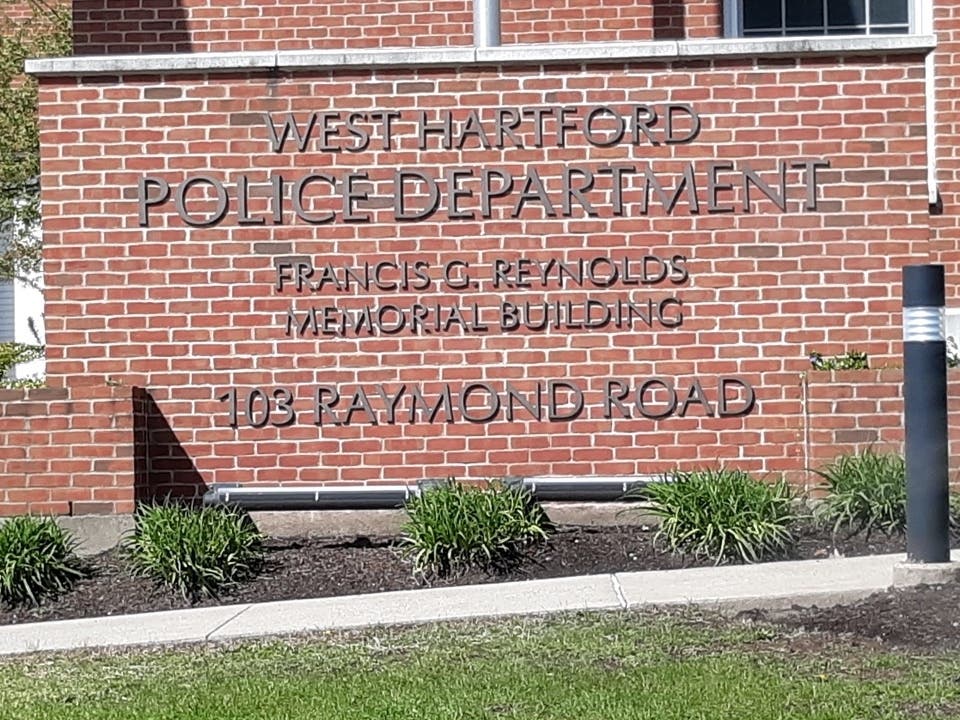 WEST HARTFORD
POLICE DEPARTMENT
FRANCIS G. REYNOLDS
MEMORIAL BUILDING
103 RAYMOND ROAD